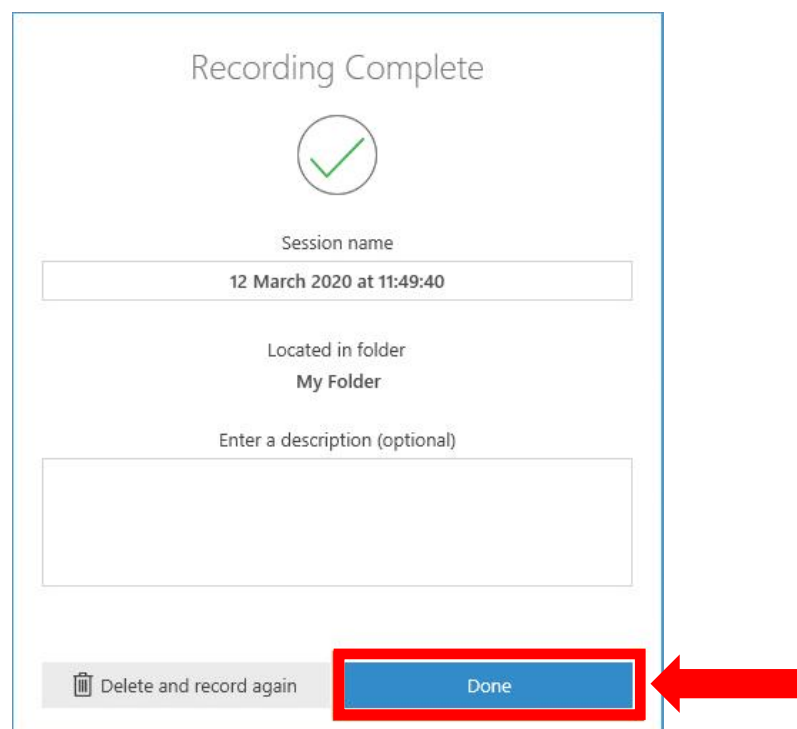 Recording Complete
Session name
12 March 2020 at 11:49:40
Located in folder
My Folder
Enter a description (optional)
Delete and record again
Done